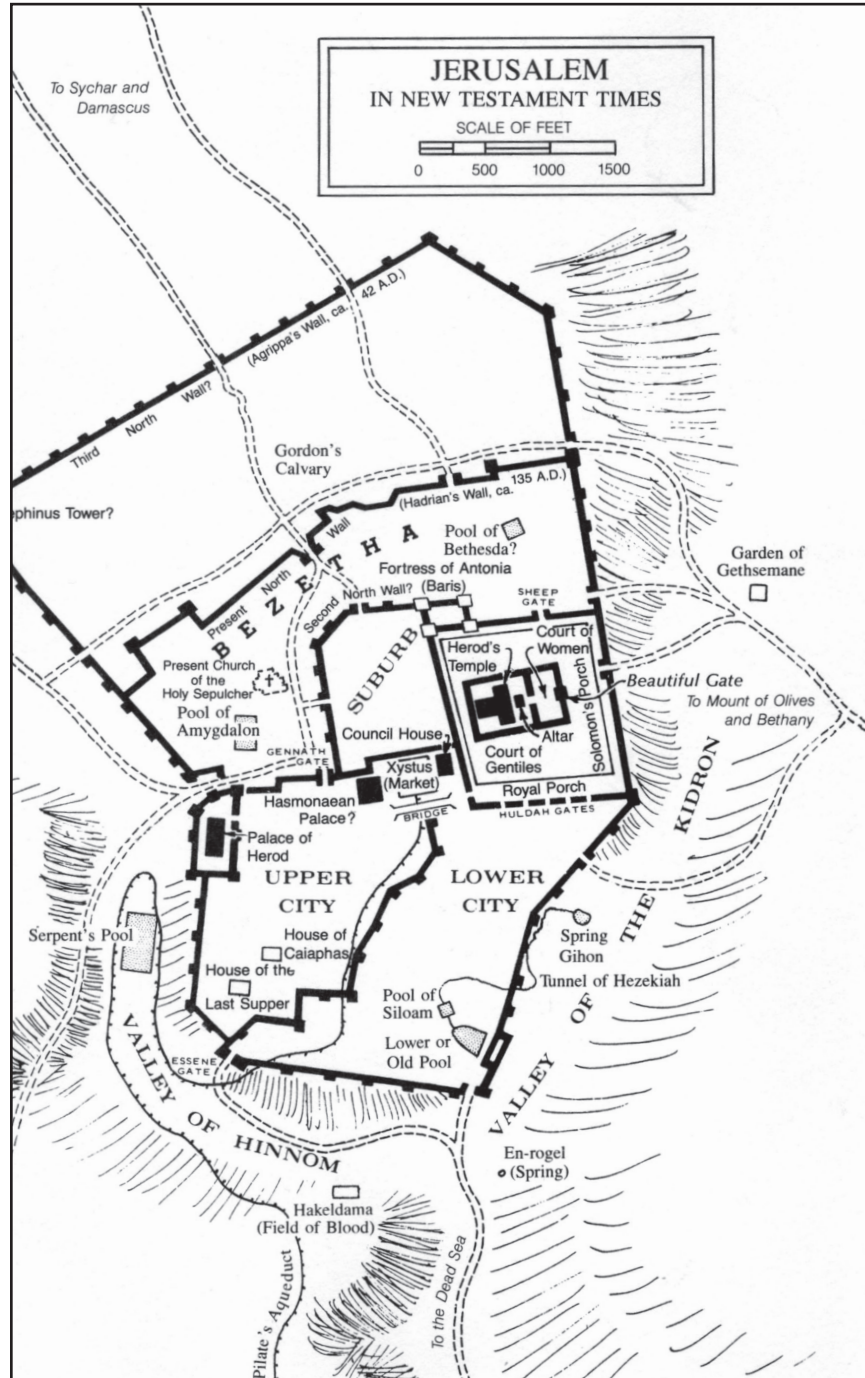 JERUSALEM
IN NEW TESTAMENT TIMES
SCALE OF FEET
0 500 1000 1500
To Sychar and
Damascus
Third North Wall? (Agrippa's Wall, ca. 42 A.D.)
Gordon's
Calvary
ephinus Tower?
(Hadrian's Wall, ca. 135 A.D.)
Present North Wall
BEZETHA
Pool of
Bethesda?
Fortress of Antonia
(Baris)
Second North Wall?
SHEEP
GATE
Garden of
Gethsemane
SUBURB
Herod's
Temple
Court of
Women
Beautiful Gate
Present Church
of the
Holy Sepulcher
Pool of
Amygdalon
Solomon's Porch
To Mount of Olives
and Bethany
Altar
Court of
Gentiles
Council House
GENNATH
GATE
Xystus
(Market)
Royal Porch
Hasmonaean
Palace?
BRIDGE
HULDAH GATES
Palace of
Herod
UPPER
CITY
LOWER
CITY
VALLEY OF THE KIDRON
Serpent's Pool
House of
Caiaphas
House of the
Last Supper
Spring
Gihon
Tunnel of Hezekiah
Pool of
Siloam
Lower or
Old Pool
ESSENE
GATE
VALLEY OF HINNOM
En-rogel
(Spring)
Hakeldama
(Field of Blood)
Pilate's Aqueduct
To the Dead Sea